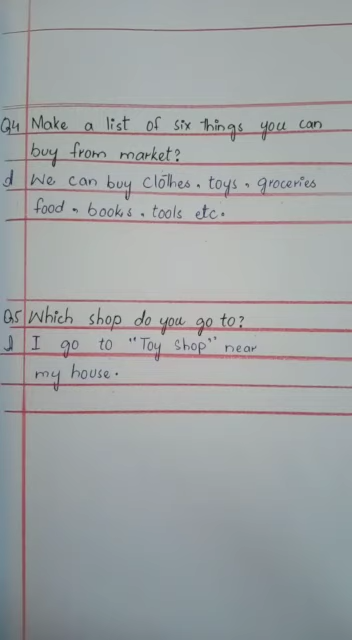 Q4 Make a list of six things you can
buy from market?
We can buy clothes, toys, groceries
food, books, tools etc.
Q5 Which shop do you go to?
I go to "Toy shop" near
my house.